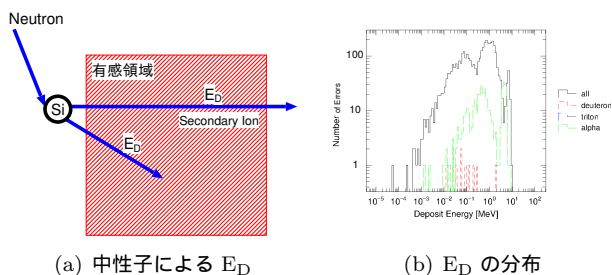 Neutron
有感領域
Si
E_D
Secondary Ion
E_D
(a) 中性子による E_D
Number of Errors
100
10
1
10^-5 10^-4 10^-3 10^-2 10^-1 10^0 10^1 10^2
Deposit Energy [MeV]
all
deuteron
triton
alpha
(b) E_D の分布